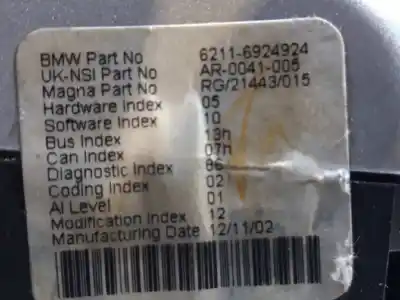 BMW Part No 6211-6924924
UK-NSI Part No AR-0041-005
Magna Part No RG/21443/015
Hardware Index 05
Software Index 10
Bus Index 13h
Can Index 07h
Diagnostic Index 06
Coding Index 02
AI Level 01
Modification Index 12
Manufacturing Date 12/11/02